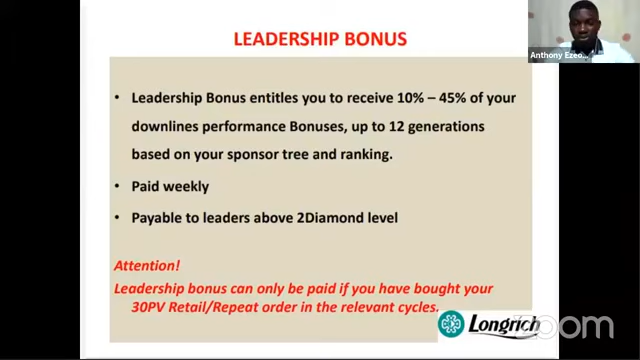 LEADERSHIP BONUS
Anthony Ezeo...
• Leadership Bonus entitles you to receive 10% – 45% of your
downlines performance Bonuses, up to 12 generations
based on your sponsor tree and ranking.
• Paid weekly
• Payable to leaders above 2Diamond level
Attention!
Leadership bonus can only be paid if you have bought your
30PV Retail/Repeat order in the relevant cycles.
Longrich
zoom